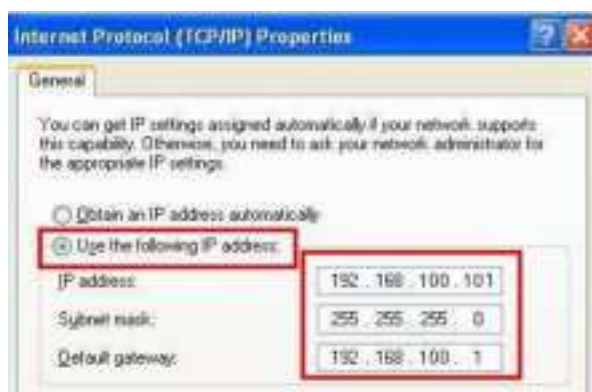 Internet Protocol (TCP/IP) Properties
General
You can get IP settings assigned automatically if your network supports
this capability. Otherwise, you need to ask your network administrator for
the appropriate IP settings.
Obtain an IP address automatically
Use the following IP address:
IP address: 192 . 168 . 100 . 101
Subnet mask: 255 . 255 . 255 . 0
Default gateway: 192 . 168 . 100 . 1